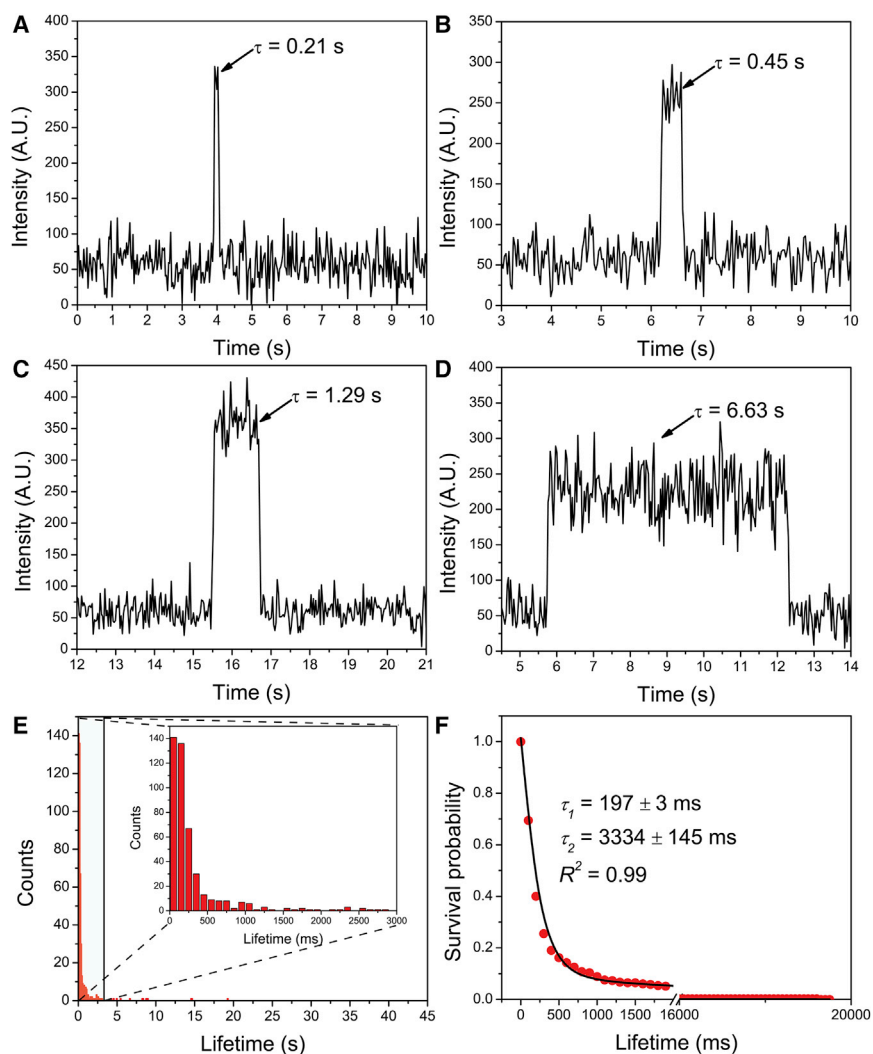 A
τ = 0.21 s
Intensity (A.U.)
400
350
300
250
200
150
100
50
0
0 1 2 3 4 5 6 7 8 9 10
Time (s)
B
τ = 0.45 s
Intensity (A.U.)
350
300
250
200
150
100
50
0
3 4 5 6 7 8 9 10
Time (s)
C
τ = 1.29 s
Intensity (A.U.)
450
400
350
300
250
200
150
100
50
0
12 13 14 15 16 17 18 19 20 21
Time (s)
D
τ = 6.63 s
Intensity (A.U.)
400
350
300
250
200
150
100
50
0
5 6 7 8 9 10 11 12 13 14
Time (s)
E
Counts
140
120
100
80
60
40
20
0
0 5 10 15 20 25 30 35 40 45
Lifetime (s)
Counts
140
120
100
80
60
40
20
0
0 500 1000 1500 2000 2500 3000
Lifetime (ms)
F
Survival probability
1.0
0.8
0.6
0.4
0.2
0.0
τ1 = 197 ± 3 ms
τ2 = 3334 ± 145 ms
R² = 0.99
0 500 1000 1500 20000
Lifetime (ms)